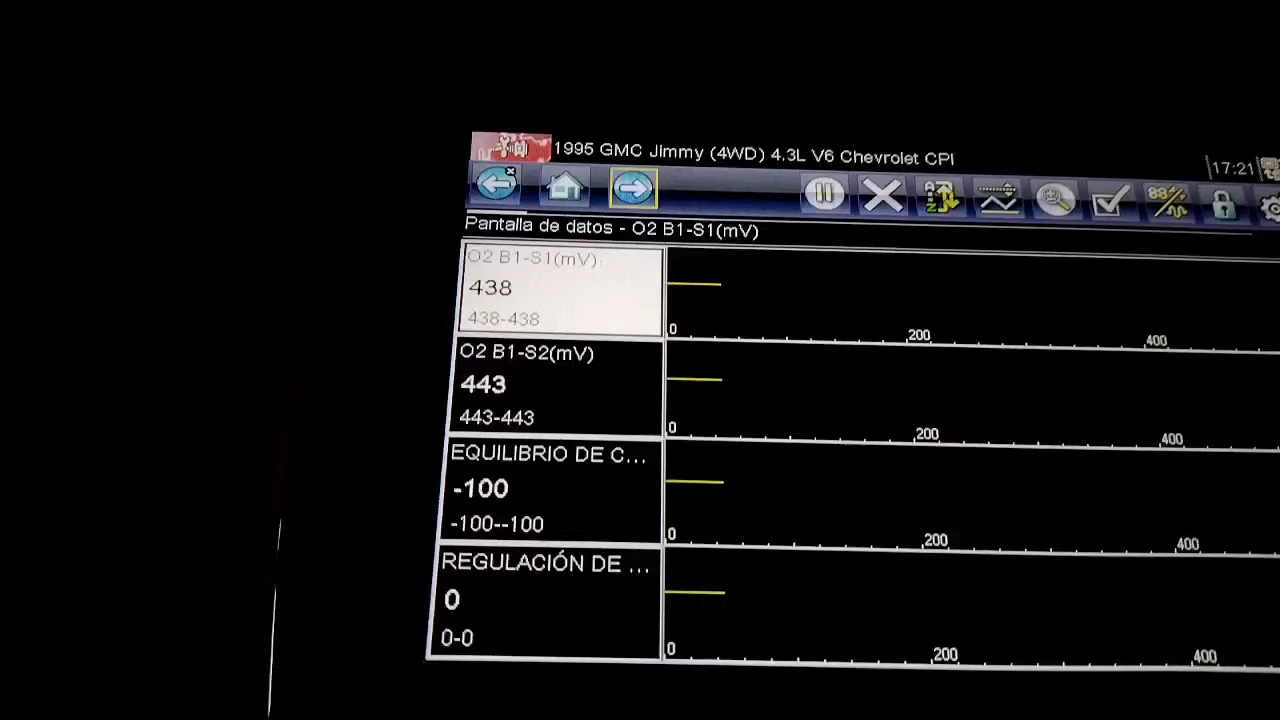 1995 GMC Jimmy (4WD) 4.3L V6 Chevrolet CPI
17:21
Pantalla de datos - O2 B1-S1(mV)
O2 B1-S1(mV)
438
438-438
0 200 400
O2 B1-S2(mV)
443
443-443
0 200 400
EQUILIBRIO DE C...
-100
-100--100
0 200 400
REGULACIÓN DE ...
0
0-0
0 200 400